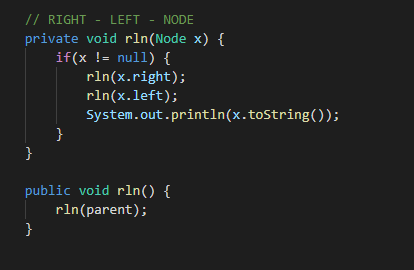 // RIGHT - LEFT - NODE
private void rln(Node x) {
    if(x != null) {
        rln(x.right);
        rln(x.left);
        System.out.println(x.toString());
    }
}

public void rln() {
    rln(parent);
}